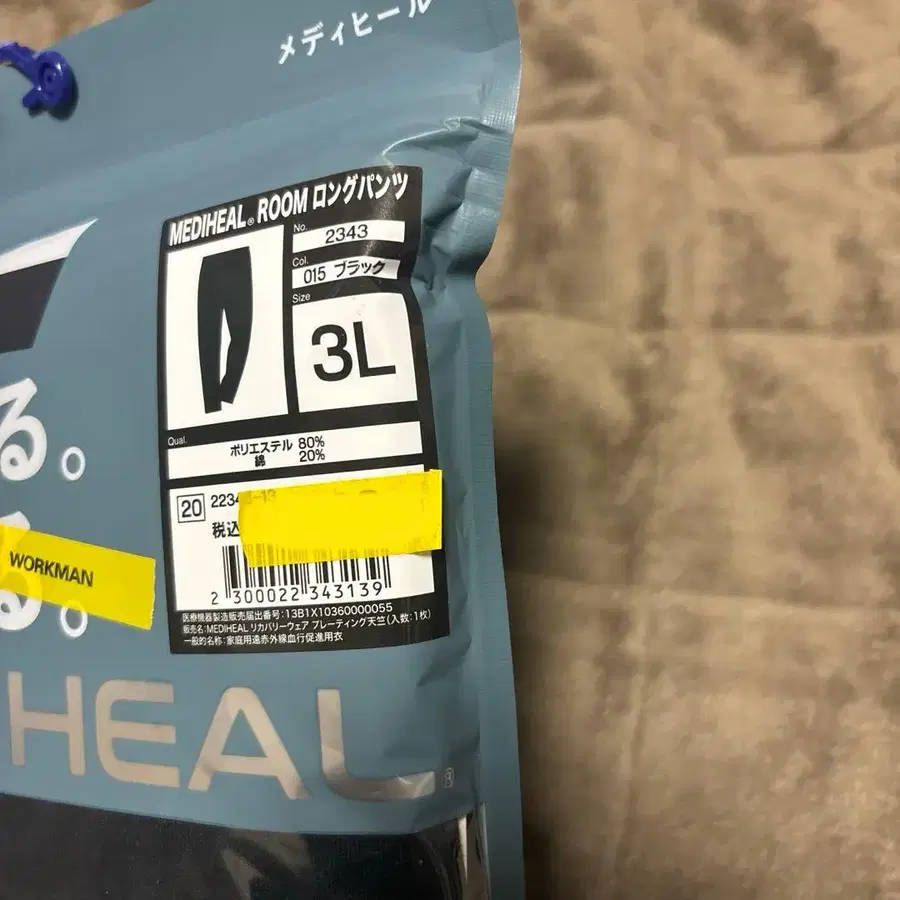 メディヒール
MEDIHEAL® ROOM ロングパンツ
No.
2343
Col.
015 ブラック
Size
3L
Qual.
ポリエステル 80%
綿 20%
20
税込
2 300022 343139
医療機器製造販売届出番号:13B1X10360000055
販売名:MEDIHEAL リカバリーウェア プレーティング天竺(入数:1枚)
一般的名称:家庭用遠赤外線血行促進用衣
る。
WORKMAN
る。
HEAL®